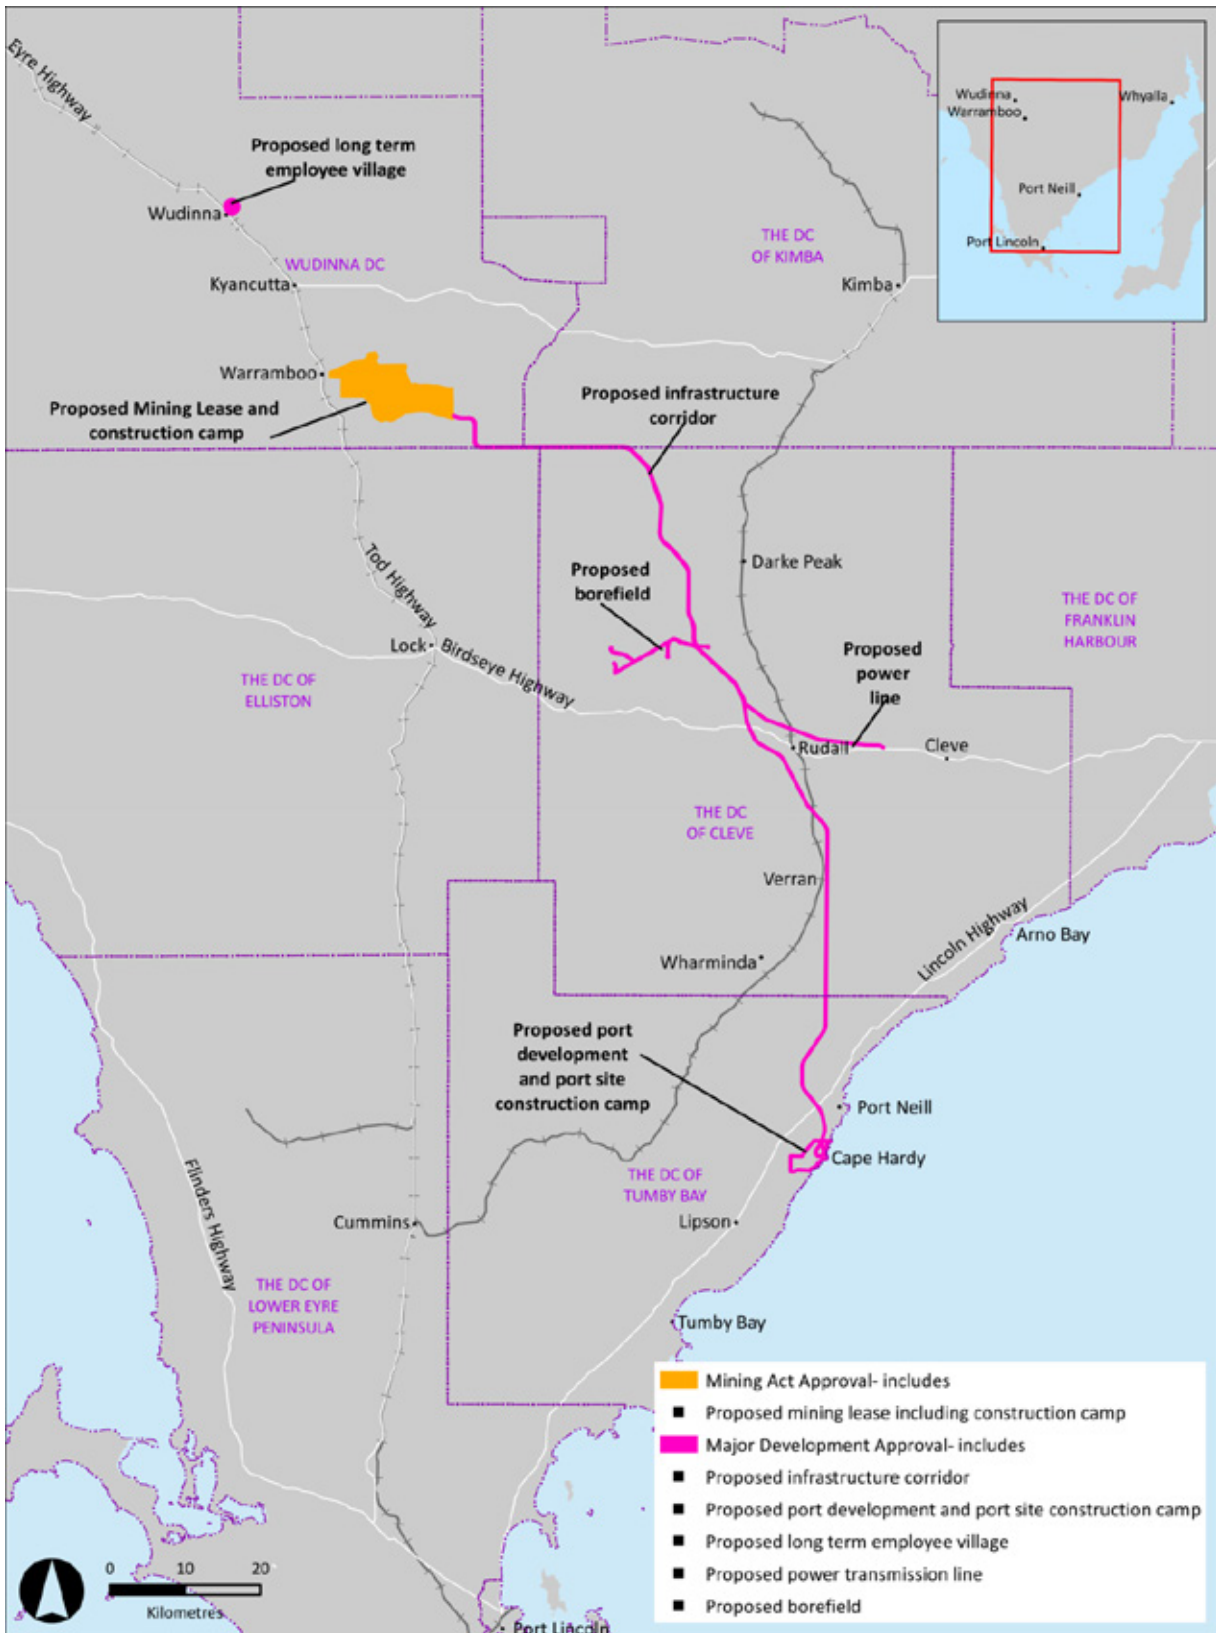 Eyre Highway
Proposed long term
employee village
Wudinna
WUDINNA DC
Kyancutta
THE DC
OF KIMBA
Kimba
Wudinna
Warramboo
Whyalla
Port Neill
Port Lincoln
Warramboo
Proposed Mining Lease and
construction camp
Proposed infrastructure
corridor
Tod Highway
Darke Peak
Proposed
borefield
THE DC OF
FRANKLIN
HARBOUR
Lock
Birdseye Highway
Proposed
power
line
THE DC OF
ELLISTON
Rudall
Cleve
THE DC
OF CLEVE
Verran
Lincoln Highway
Arno Bay
Wharminda
Proposed port
development
and port site
construction camp
Port Neill
Cape Hardy
THE DC OF
TUMBY BAY
Flinders Highway
Cummins
Lipson
THE DC OF
LOWER EYRE
PENINSULA
Tumby Bay
Mining Act Approval- includes
Proposed mining lease including construction camp
Major Development Approval- includes
Proposed infrastructure corridor
Proposed port development and port site construction camp
Proposed long term employee village
Proposed power transmission line
Proposed borefield
0 10 20
Kilometres
Port Lincoln